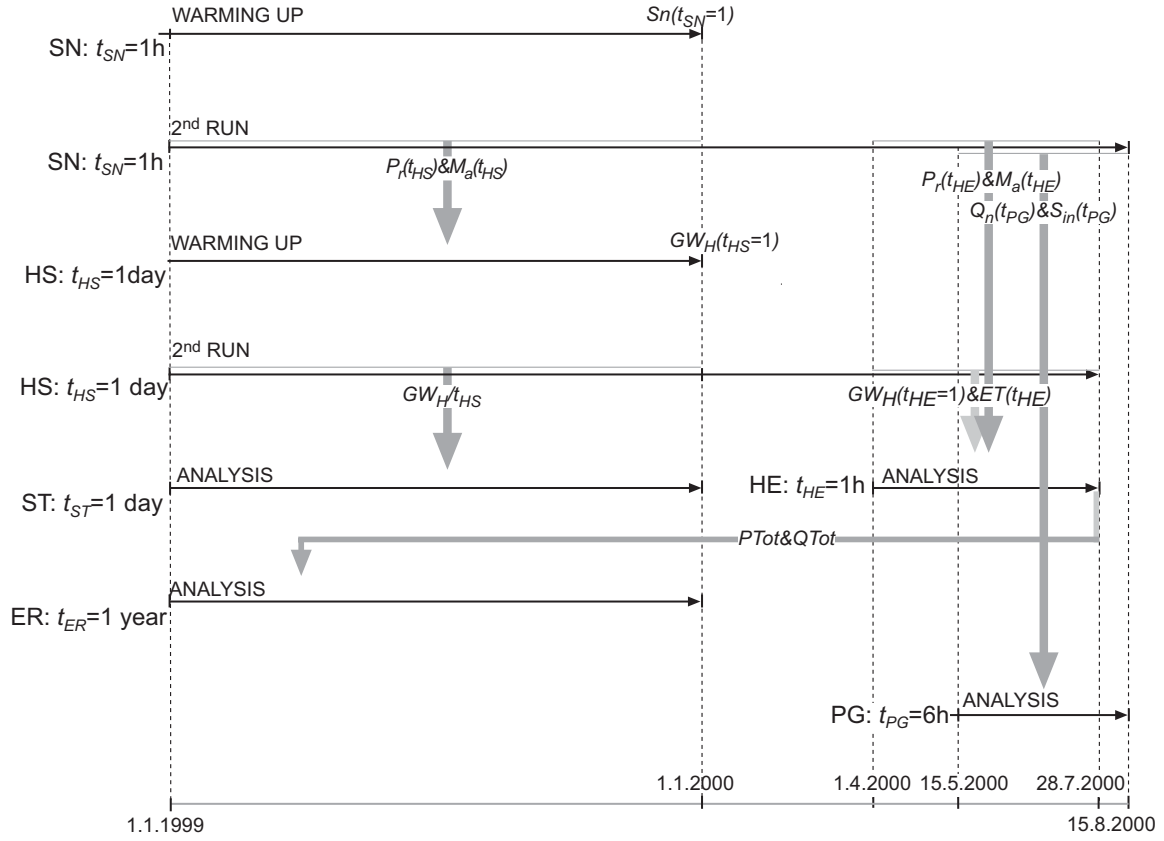 WARMING UP
Sn(tSN=1)
SN: tSN=1h
2nd RUN
SN: tSN=1h
Pr(tHS)&Ma(tHS)
Pr(tHE)&Ma(tHE)
Qn(tPG)&Sin(tPG)
WARMING UP
GWH(tHS=1)
HS: tHS=1day
2nd RUN
HS: tHS=1 day
GWH/tHS
GWH(tHE=1)&ET(tHE)
ANALYSIS
ST: tST=1 day
HE: tHE=1h
ANALYSIS
PTot&QTot
ANALYSIS
ER: tER=1 year
ANALYSIS
PG: tPG=6h
1.1.2000
1.4.2000
15.5.2000
28.7.2000
1.1.1999
15.8.2000